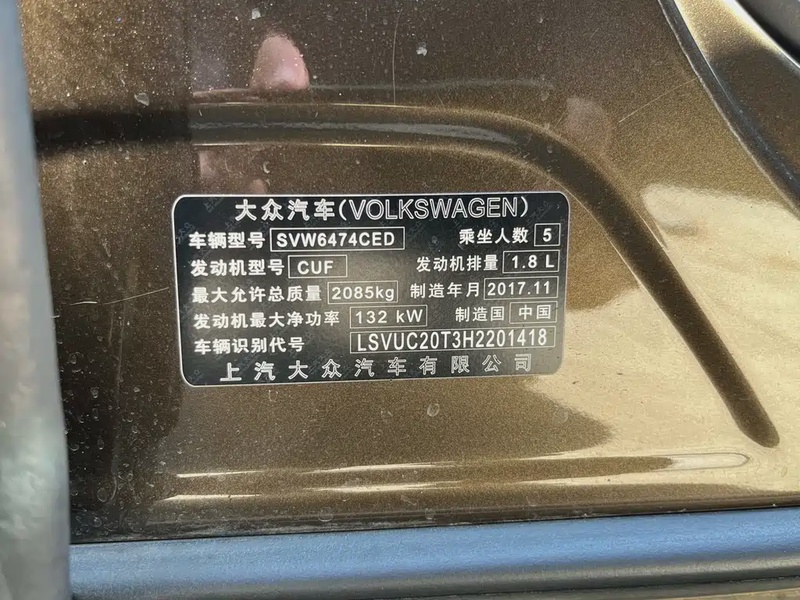 大众汽车(VOLKSWAGEN)
车辆型号 SVW6474CED 乘坐人数 5
发动机型号 CUF 发动机排量 1.8 L
最大允许总质量 2085kg 制造年月 2017.11
发动机最大净功率 132 kW 制造国 中国
车辆识别代号 LSVUC20T3H2201418
上汽大众汽车有限公司